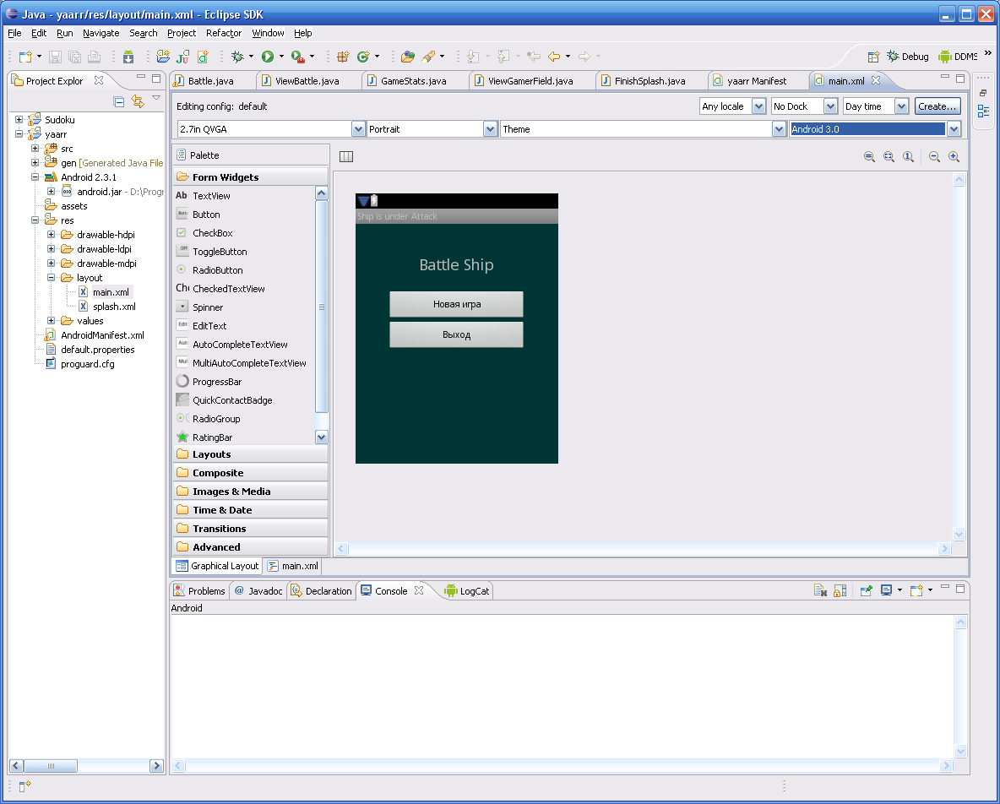 Java - yaarr/res/layout/main.xml - Eclipse SDK
File Edit Run Navigate Search Project Refactor Window Help
Debug DDMS »
Project Explor
Battle.java ViewBattle.java GameStats.java ViewGamerField.java FinishSplash.java yaarr Manifest main.xml
Editing config: default Any locale No Dock Day time Create...
2.7in QVGA Portrait Theme Android 3.0
Sudoku
yaarr
src
gen [Generated Java File
Android 2.3.1
android.jar - D:\Progr
assets
res
drawable-hdpi
drawable-ldpi
drawable-mdpi
layout
main.xml
splash.xml
values
AndroidManifest.xml
default.properties
proguard.cfg
Palette
Form Widgets
Ab TextView
Button
CheckBox
OFF ToggleButton
RadioButton
Che CheckedTextView
Spinner
Edit EditText
Aut AutoCompleteTextView
Mul MultiAutoCompleteTextView
ProgressBar
QuickContactBadge
RadioGroup
RatingBar
Layouts
Composite
Images & Media
Time & Date
Transitions
Advanced
Ship is under Attack
Battle Ship
Новая игра
Выход
Graphical Layout main.xml
Problems @ Javadoc Declaration Console LogCat
Android